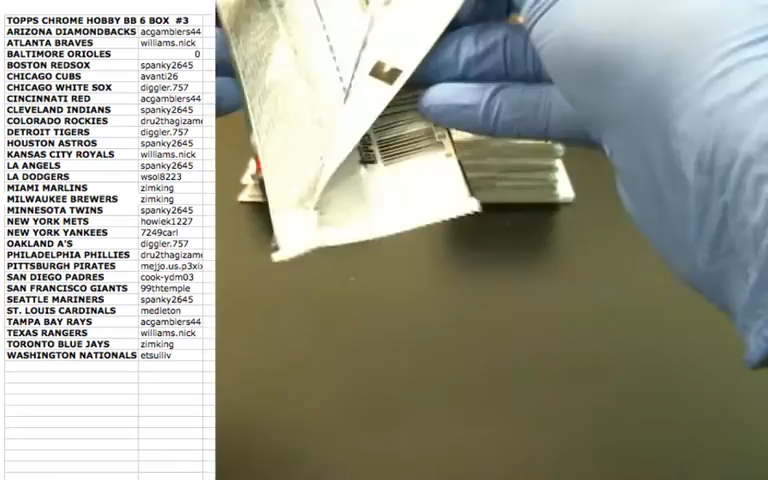 TOPPS CHROME HOBBY BB 6 BOX #3
ARIZONA DIAMONDBACKS acgamblers44
ATLANTA BRAVES williams.nick
BALTIMORE ORIOLES 0
BOSTON REDSOX spanky2645
CHICAGO CUBS avanti26
CHICAGO WHITE SOX diggler.757
CINCINNATI RED acgamblers44
CLEVELAND INDIANS spanky2645
COLORADO ROCKIES dru2thagizame
DETROIT TIGERS diggler.757
HOUSTON ASTROS spanky2645
KANSAS CITY ROYALS williams.nick
LA ANGELS spanky2645
LA DODGERS wsol8223
MIAMI MARLINS zimking
MILWAUKEE BREWERS zimking
MINNESOTA TWINS spanky2645
NEW YORK METS howiek1227
NEW YORK YANKEES 7249carl
OAKLAND A'S diggler.757
PHILADELPHIA PHILLIES dru2thagizame
PITTSBURGH PIRATES mejjo.us.p3xix
SAN DIEGO PADRES cook-ydm03
SAN FRANCISCO GIANTS 99thtemple
SEATTLE MARINERS spanky2645
ST. LOUIS CARDINALS medleton
TAMPA BAY RAYS acgamblers44
TEXAS RANGERS williams.nick
TORONTO BLUE JAYS zimking
WASHINGTON NATIONALS etsulliv